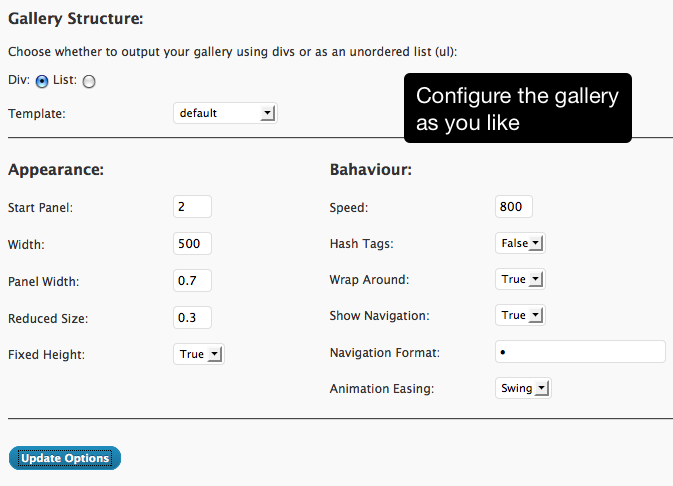 Gallery Structure:
Choose whether to output your gallery using divs or as an unordered list (ul):
Div: List:
Configure the gallery
as you like
Template: default
Appearance:
Start Panel: 2
Width: 500
Panel Width: 0.7
Reduced Size: 0.3
Fixed Height: True
Bahaviour:
Speed: 800
Hash Tags: False
Wrap Around: True
Show Navigation: True
Navigation Format: •
Animation Easing: Swing
Update Options